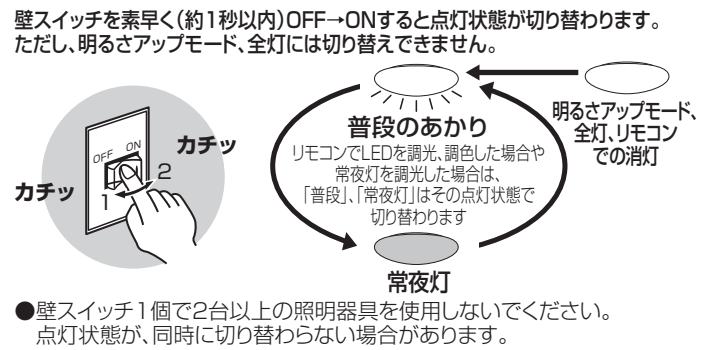 壁スイッチを素早く(約1秒以内)OFF→ONすると点灯状態が切り替わります。
ただし、明るさアップモード、全灯には切り替えできません。
OFF ON
カチッ
2
カチッ
1
普段のあかり
リモコンでLEDを調光、調色した場合や
常夜灯を調光した場合は、
「普段」、「常夜灯」はその点灯状態で
切り替わります
明るさアップモード、
全灯、リモコン
での消灯
常夜灯
●壁スイッチ1個で2台以上の照明器具を使用しないでください。
点灯状態が、同時に切り替わらない場合があります。